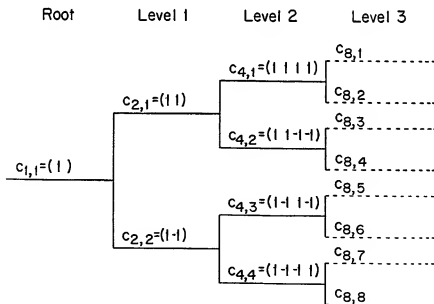 Root Level 1 Level 2 Level 3
c8,1
c4,1=(1 1 1 1)
c8,2
c2,1=(1 1)
c8,3
c4,2=(1 1-1-1)
c8,4
c1,1=(1)
c8,5
c4,3=(1-1 1-1)
c8,6
c2,2=(1-1)
c8,7
c4,4=(1-1-1 1)
c8,8